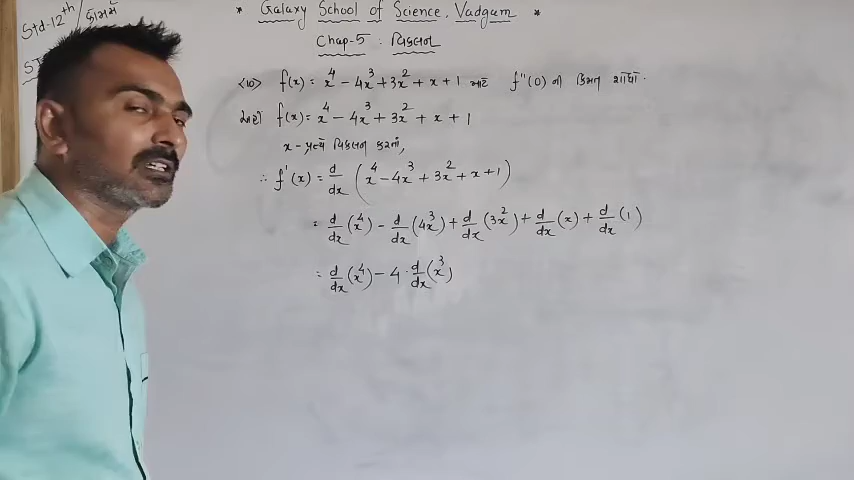 Std-12th / કોમર્સ
* Galaxy School of Science, Vadgam *
Chap-5 : વિકલન
<10> f(x) = x⁴ - 4x³ + 3x² + x + 1 માટે f''(0) ની કિંમત શોધો.
અહીં f(x) = x⁴ - 4x³ + 3x² + x + 1
x - પ્રત્યે વિકલન કરતાં,
∴ f'(x) = d/dx (x⁴ - 4x³ + 3x² + x + 1)
= d/dx (x⁴) - d/dx (4x³) + d/dx (3x²) + d/dx (x) + d/dx (1)
= d/dx (x⁴) - 4 · d/dx (x³)